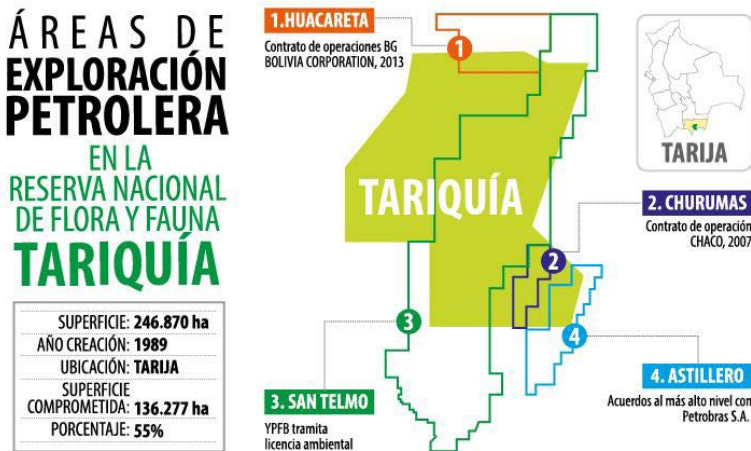 ÁREAS DE
EXPLORACIÓN
PETROLERA
EN LA
RESERVA NACIONAL
DE FLORA Y FAUNA
TARIQUÍA
SUPERFICIE: 246.870 ha
AÑO CREACIÓN: 1989
UBICACIÓN: TARIJA
SUPERFICIE
COMPROMETIDA: 136.277 ha
PORCENTAJE: 55%
1.HUACARETA
Contrato de operaciones BG
BOLIVIA CORPORATION, 2013
1
TARIQUÍA
TARIJA
2. CHURUMAS
Contrato de operación
CHACO, 2007
2
3
3. SAN TELMO
YPFB tramita
licencia ambiental
4
4. ASTILLERO
Acuerdos al más alto nivel con
Petrobras S.A.